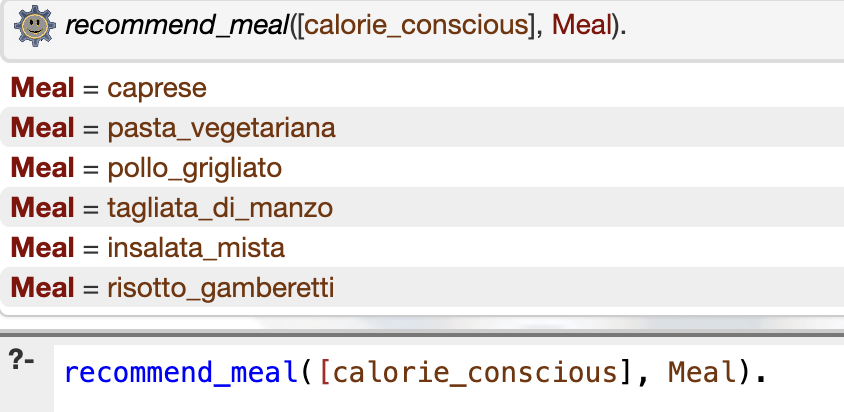 recommend_meal([calorie_conscious], Meal).
Meal = caprese
Meal = pasta_vegetariana
Meal = pollo_grigliato
Meal = tagliata_di_manzo
Meal = insalata_mista
Meal = risotto_gamberetti
?- recommend_meal([calorie_conscious], Meal).